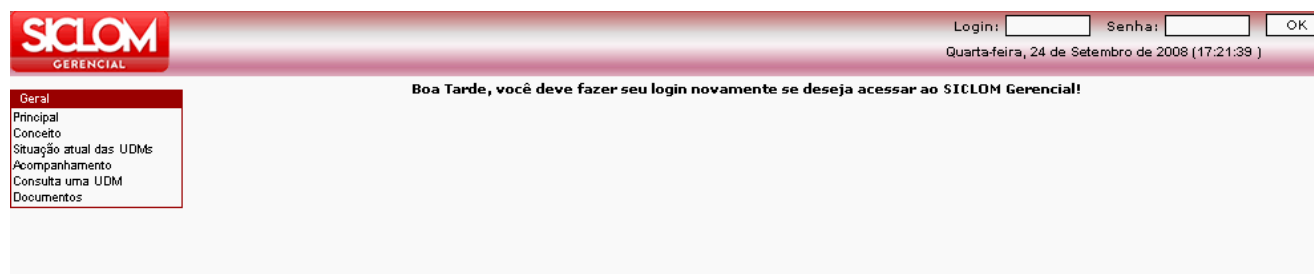 SICLOM
GERENCIAL
Login: Senha: OK
Quarta-feira, 24 de Setembro de 2008 (17:21:39 )
Boa Tarde, você deve fazer seu login novamente se deseja acessar ao SICLOM Gerencial!
Geral
Principal
Conceito
Situação atual das UDMs
Acompanhamento
Consulta uma UDM
Documentos